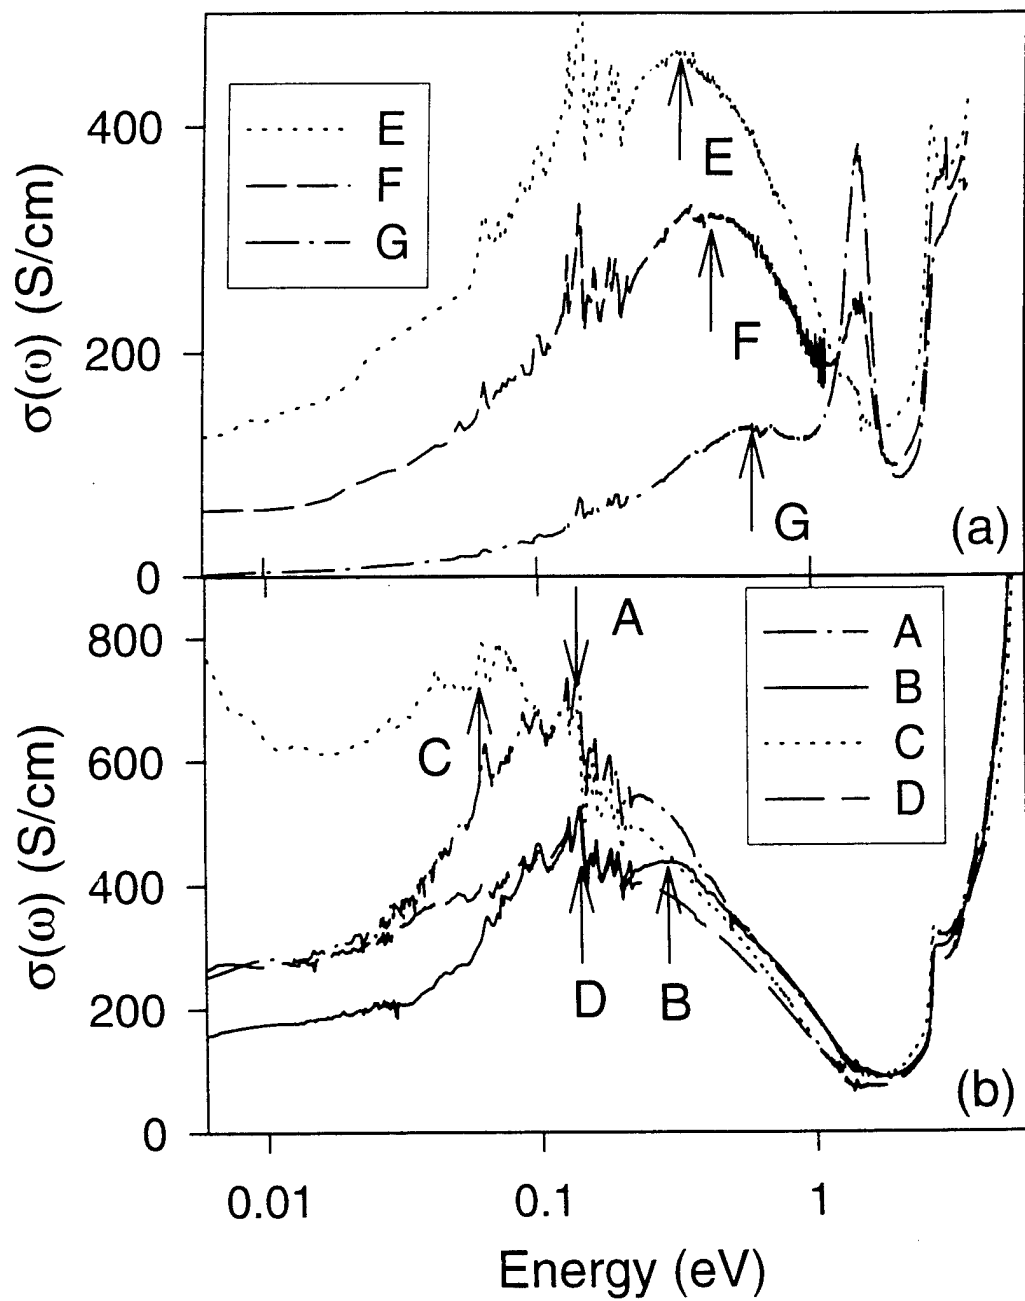 400
200
0
σ(ω) (S/cm)
E
F
G
E
F
G
(a)
800
600
400
200
0
σ(ω) (S/cm)
A
C
D
B
A
B
C
D
(b)
0.01
0.1
1
Energy (eV)